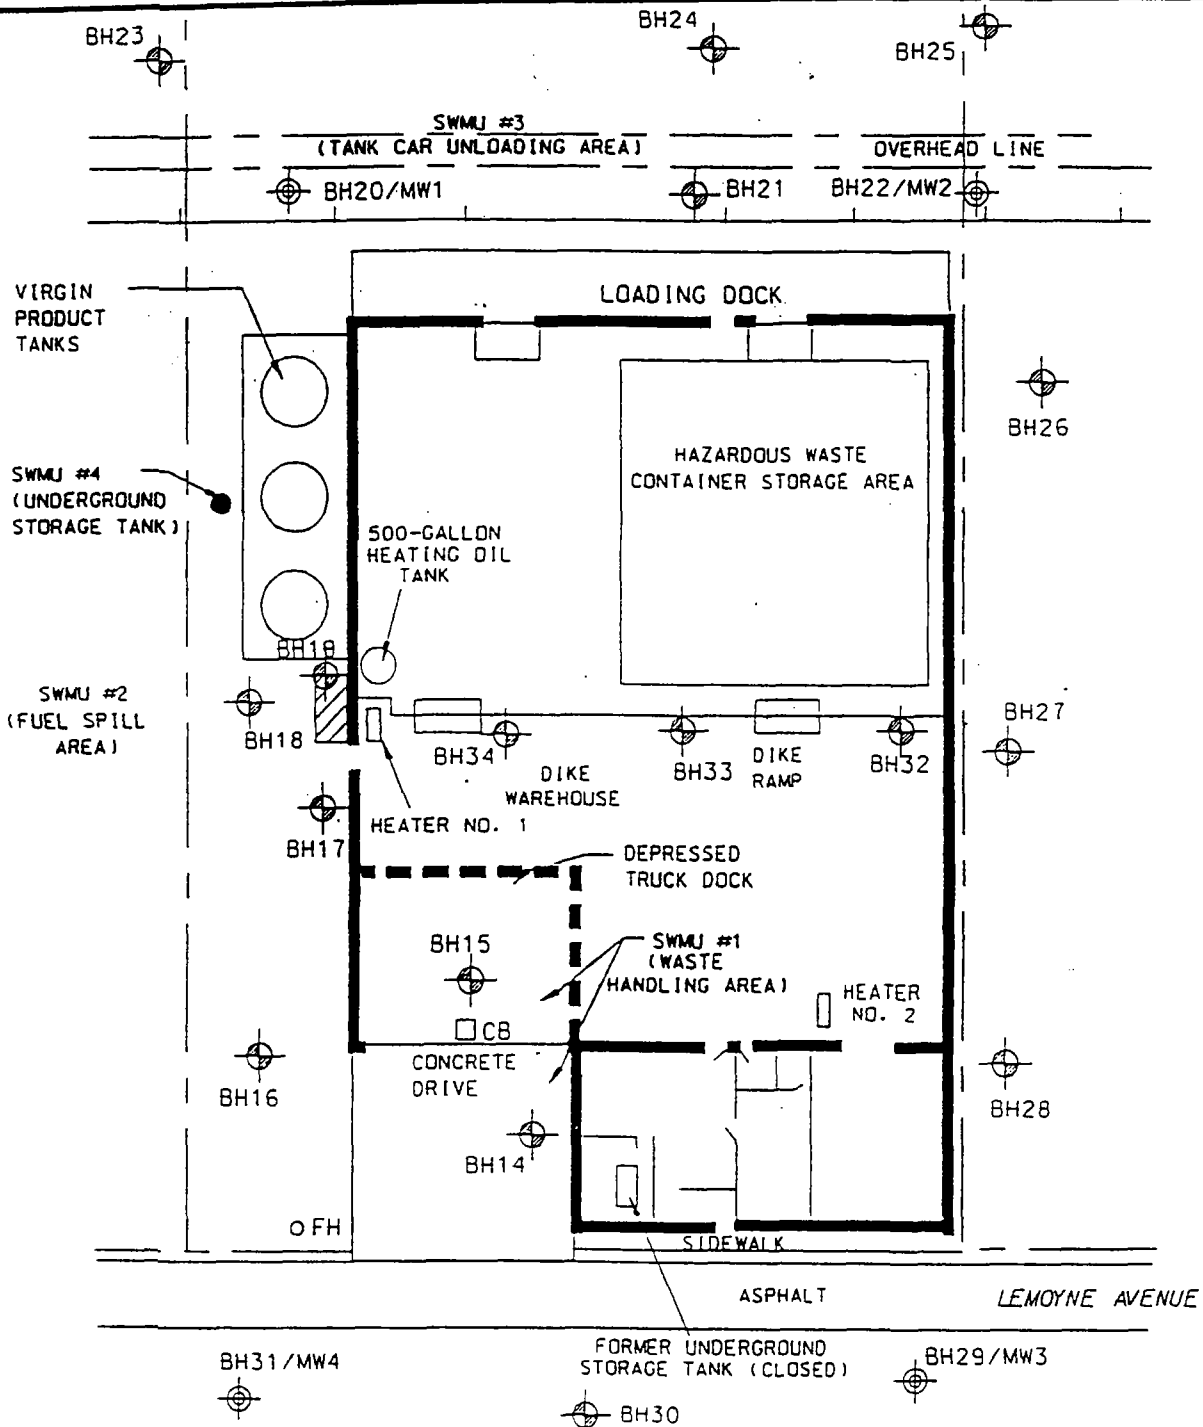 BH23
BH24
BH25
SWMU #3
(TANK CAR UNLOADING AREA)
OVERHEAD LINE
BH20/MW1
BH21
BH22/MW2
VIRGIN
PRODUCT
TANKS
LOADING DOCK
BH26
HAZARDOUS WASTE
CONTAINER STORAGE AREA
SWMU #4
(UNDERGROUND
STORAGE TANK)
500-GALLON
HEATING OIL
TANK
BH18
SWMU #2
(FUEL SPILL
AREA)
BH18
BH34
BH33
DIKE
RAMP
BH32
BH27
DIKE
WAREHOUSE
HEATER NO. 1
BH17
DEPRESSED
TRUCK DOCK
BH15
SWMU #1
(WASTE
HANDLING AREA)
HEATER
NO. 2
CB
CONCRETE
DRIVE
BH16
BH28
BH14
FH
SIDEWALK
ASPHALT
LEMOYNE AVENUE
FORMER UNDERGROUND
STORAGE TANK (CLOSED)
BH31/MW4
BH29/MW3
BH30